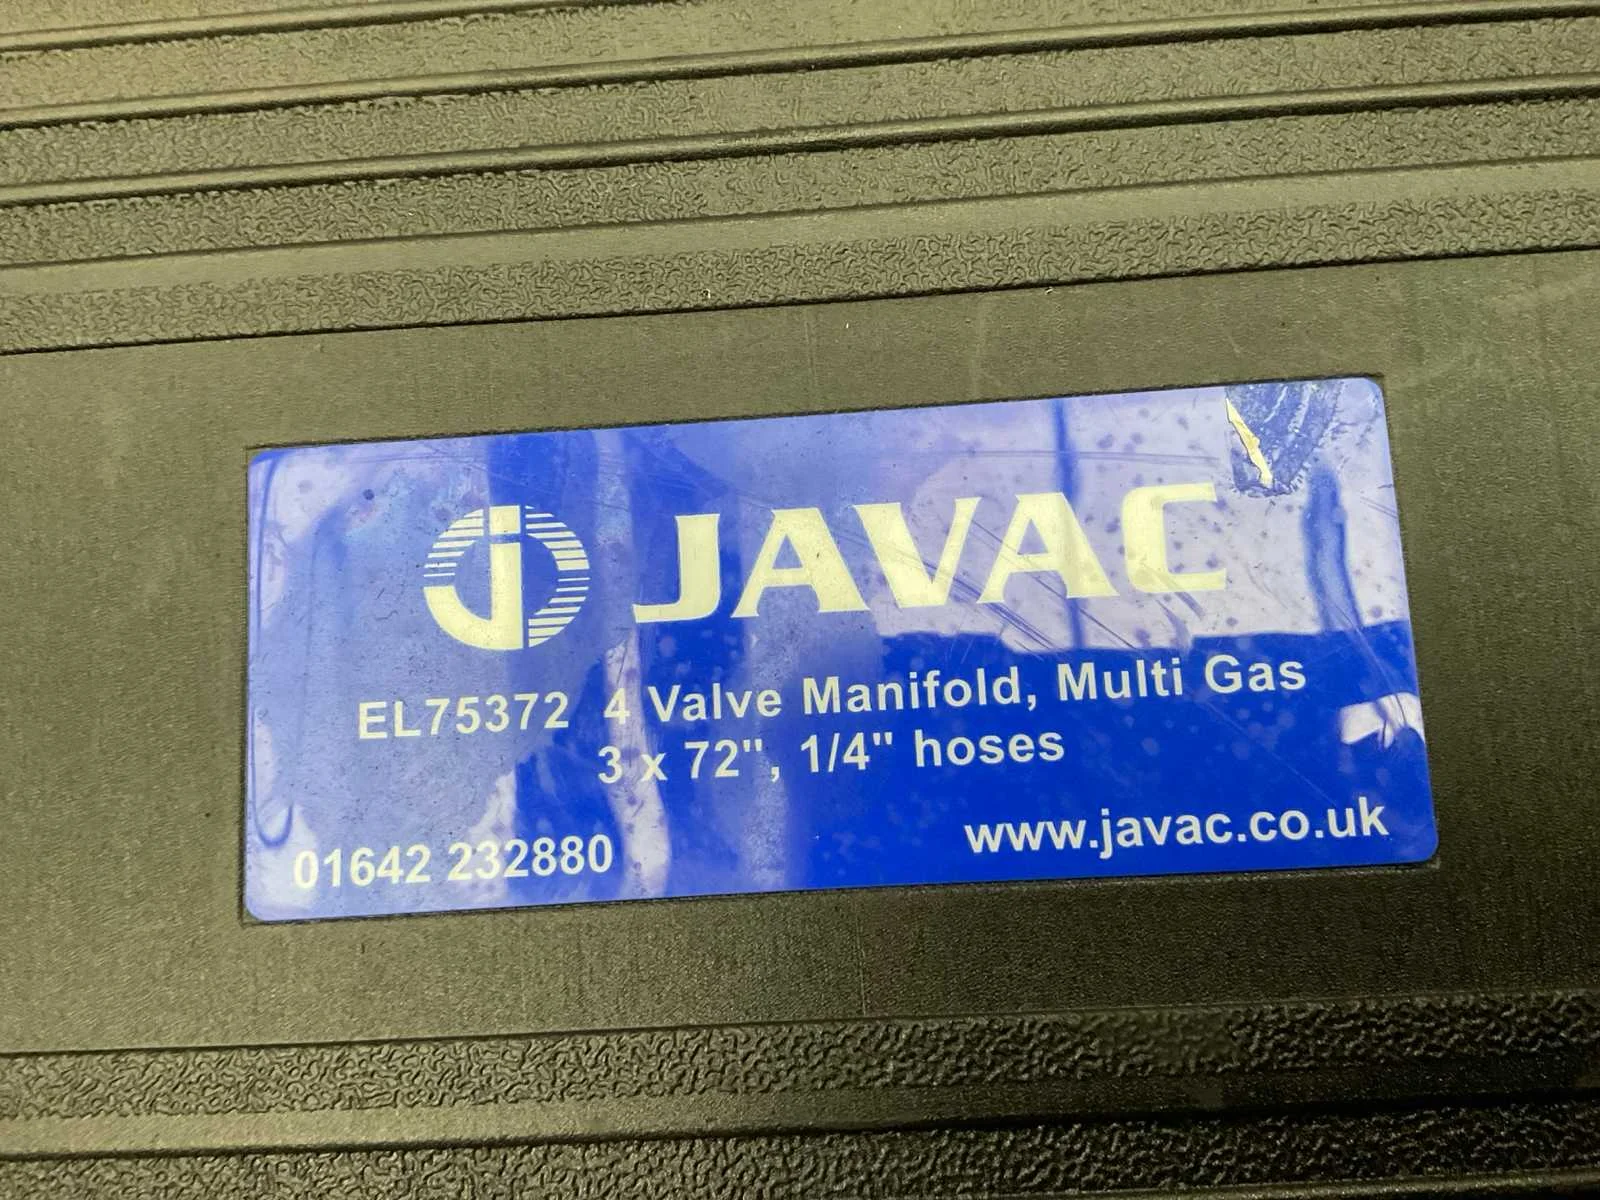 JAVAC
EL75372 4 Valve Manifold, Multi Gas
3 x 72", 1/4" hoses
01642 232880
www.javac.co.uk